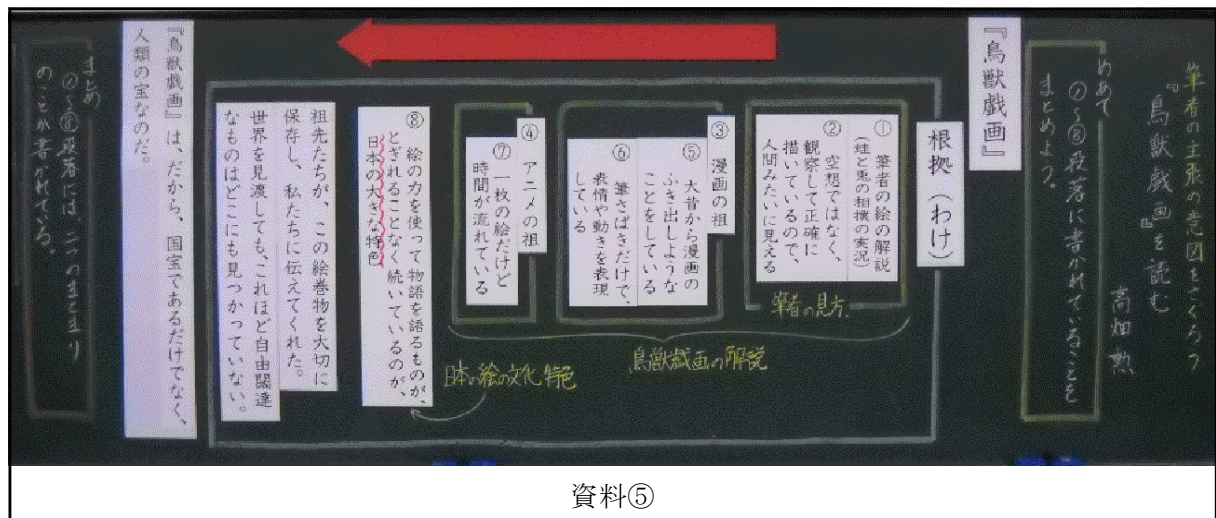 筆者の主張の意図をさぐろう
『鳥獣戯画』を読む
高畑勲
めあて
①〜⑧段落に書かれていることを
まとめよう。
『鳥獣戯画』
根拠（わけ）
① 筆者の絵の解説
（蛙と兎の相撲の実況）
② 空想ではなく、
観察して正確に
描いているので、
人間みたいに見える
筆者の見方
③ 漫画の祖
⑤ 大昔から漫画の
ふき出しような
ことをしている
⑥ 筆さばきだけで、
表情や動きを表現
している
④ アニメの祖
⑦ 一枚の絵だけど
時間が流れている
鳥獣戯画の解説
⑧ 絵の力を使って物語を語るものが、
とぎれることなく続いているのが、
日本の大きな特色
日本の絵の文化 特色
祖先たちが、この絵巻物を大切に
保存し、私たちに伝えてくれた。
世界を見渡しても、これほど自由闊達
なものはどこにも見つかっていない。
『鳥獣戯画』は、だから、国宝であるだけでなく、
人類の宝なのだ。
まとめ
①〜⑧段落には、二つのまとまり
のことが書かれている。
資料⑤